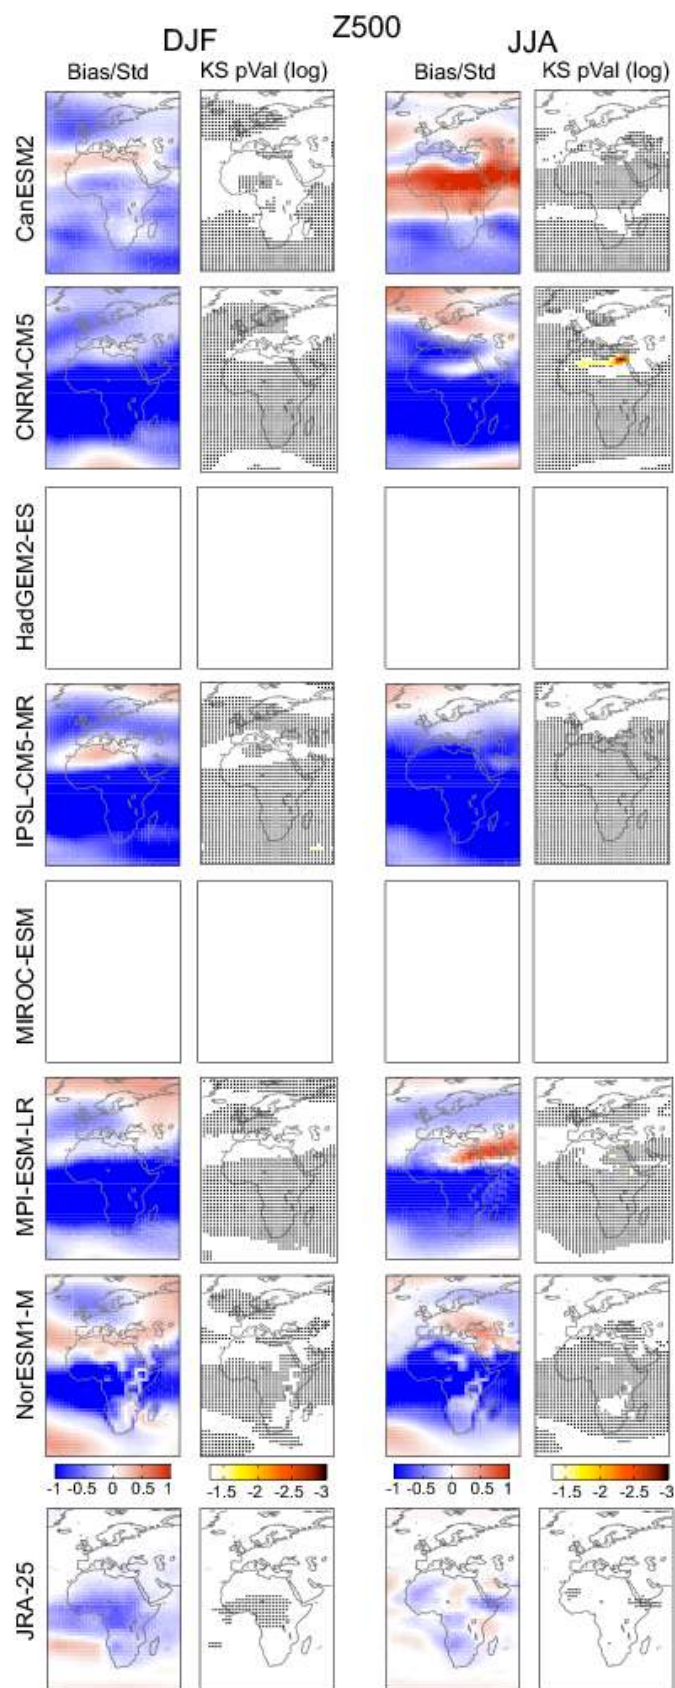 Z500
DJF JJA
Bias/Std KS pVal (log) Bias/Std KS pVal (log)
CanESM2
CNRM-CM5
HadGEM2-ES
IPSL-CM5-MR
MIROC-ESM
MPI-ESM-LR
NorESM1-M
-1 -0.5 0 0.5 1 -1.5 -2 -2.5 -3 -1 -0.5 0 0.5 1 -1.5 -2 -2.5 -3
JRA-25